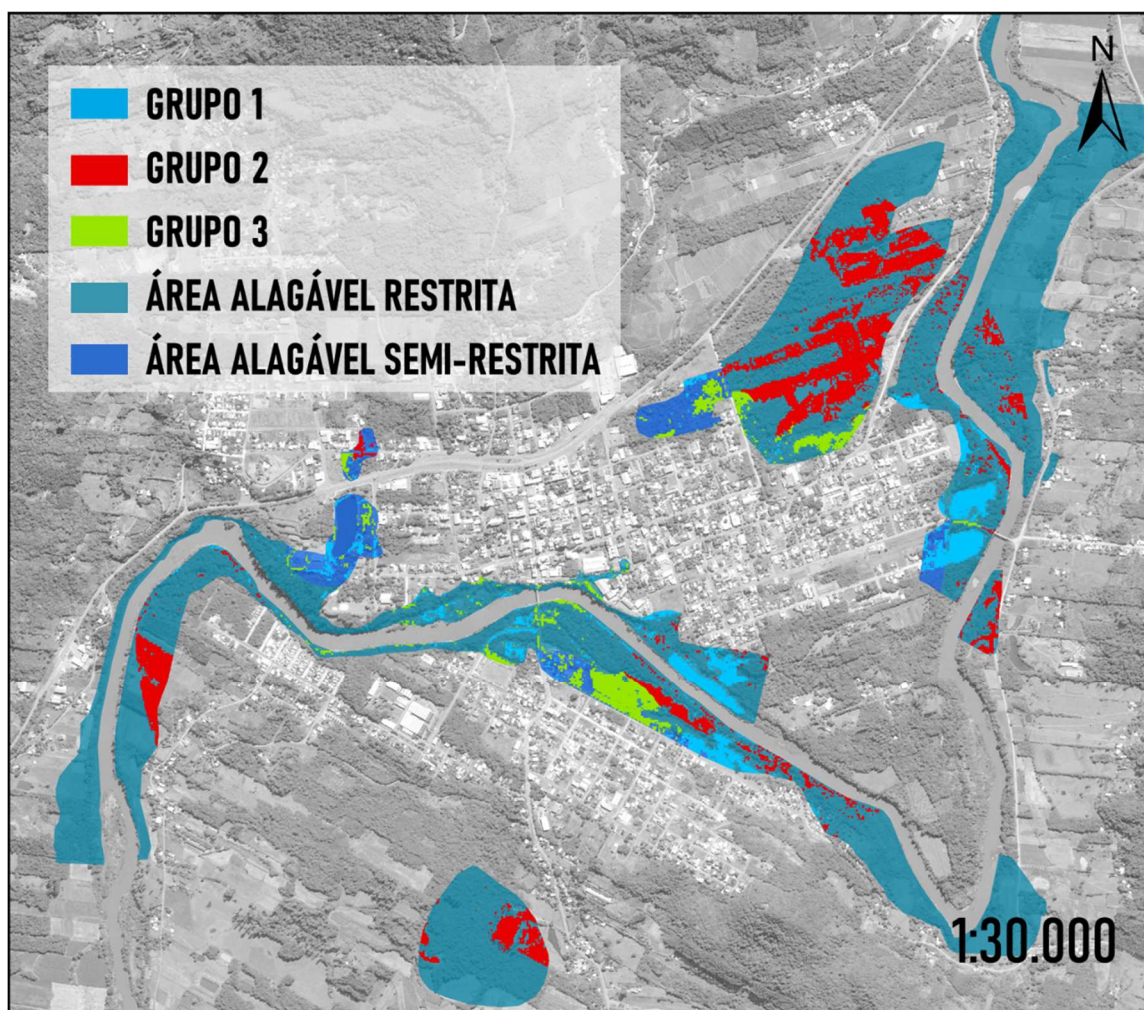 GRUPO 1
GRUPO 2
GRUPO 3
ÁREA ALAGÁVEL RESTRITA
ÁREA ALAGÁVEL SEMI-RESTRITA
N
1:30.000